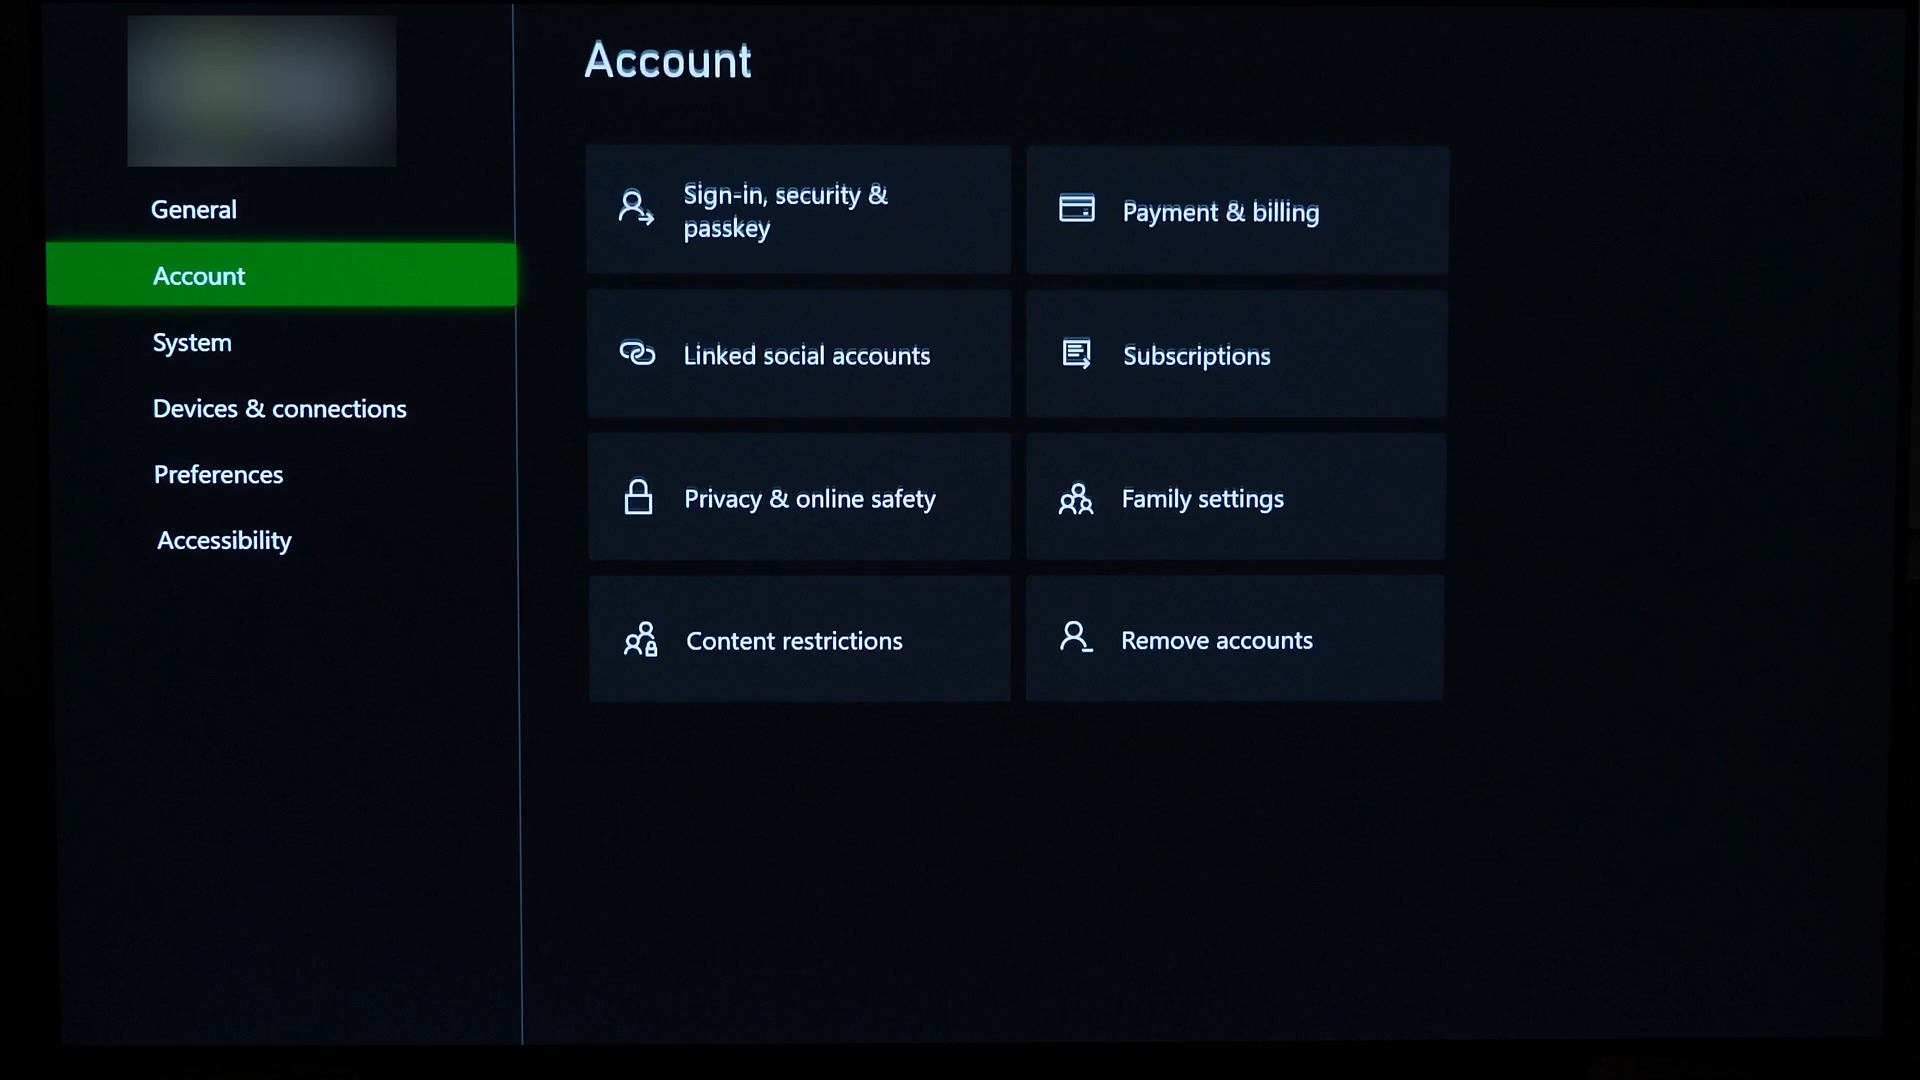 Account
General
Account
System
Devices & connections
Preferences
Accessibility
Sign-in, security &
passkey
Payment & billing
Linked social accounts
Subscriptions
Privacy & online safety
Family settings
Content restrictions
Remove accounts